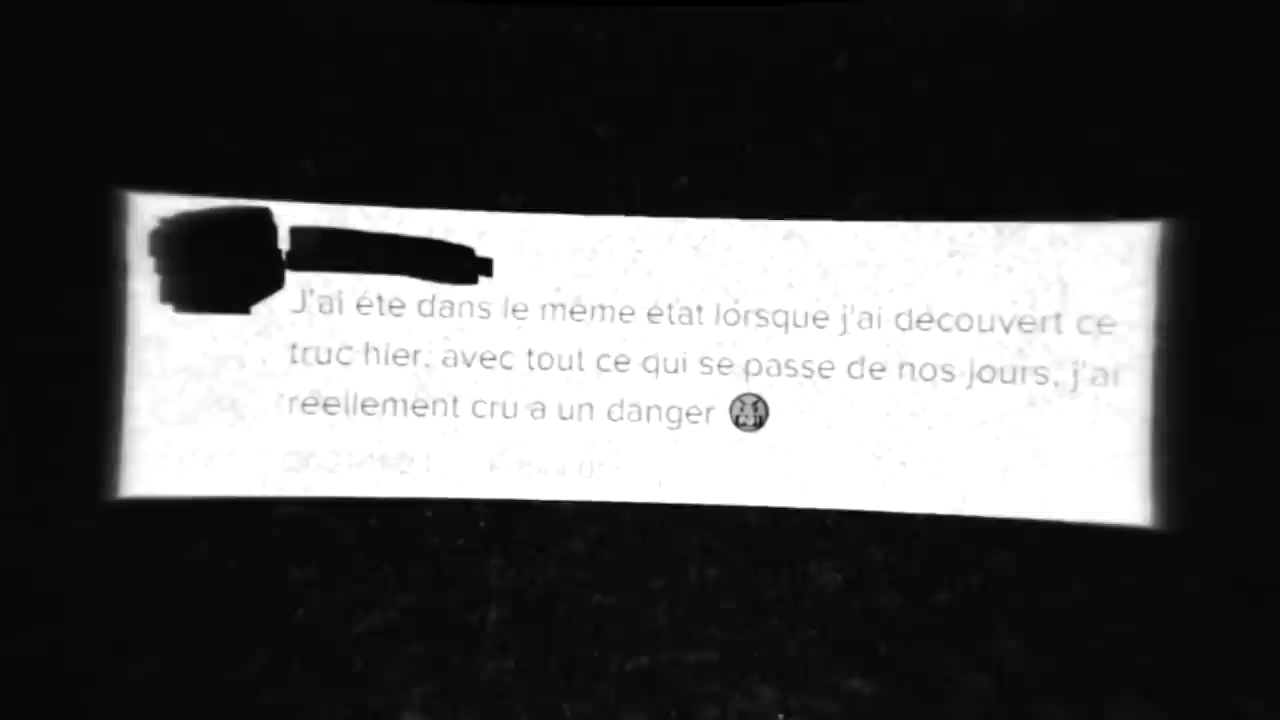 J'ai été dans le même état lorsque j'ai découvert ce
truc hier. avec tout ce qui se passe de nos jours, j'ai
réellement cru à un danger 🤬